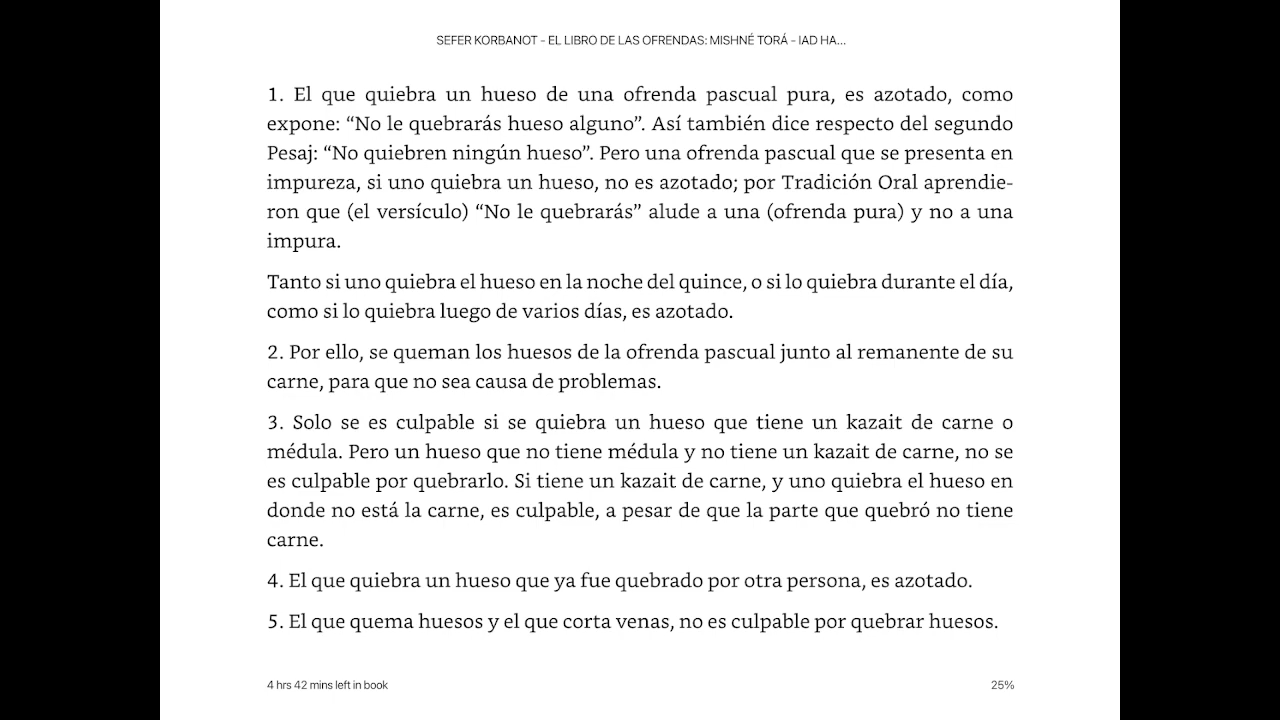 SEFER KORBANOT - EL LIBRO DE LAS OFRENDAS: MISHNÉ TORÁ - IAD HA...
1. El que quiebra un hueso de una ofrenda pascual pura, es azotado, como
expone: “No le quebrarás hueso alguno”. Así también dice respecto del segundo
Pesaj: “No quiebren ningún hueso”. Pero una ofrenda pascual que se presenta en
impureza, si uno quiebra un hueso, no es azotado; por Tradición Oral aprendie-
ron que (el versículo) “No le quebrarás” alude a una (ofrenda pura) y no a una
impura.
Tanto si uno quiebra el hueso en la noche del quince, o si lo quiebra durante el día,
como si lo quiebra luego de varios días, es azotado.
2. Por ello, se queman los huesos de la ofrenda pascual junto al remanente de su
carne, para que no sea causa de problemas.
3. Solo se es culpable si se quiebra un hueso que tiene un kazait de carne o
médula. Pero un hueso que no tiene médula y no tiene un kazait de carne, no se
es culpable por quebrarlo. Si tiene un kazait de carne, y uno quiebra el hueso en
donde no está la carne, es culpable, a pesar de que la parte que quebró no tiene
carne.
4. El que quiebra un hueso que ya fue quebrado por otra persona, es azotado.
5. El que quema huesos y el que corta venas, no es culpable por quebrar huesos.
4 hrs 42 mins left in book
25%